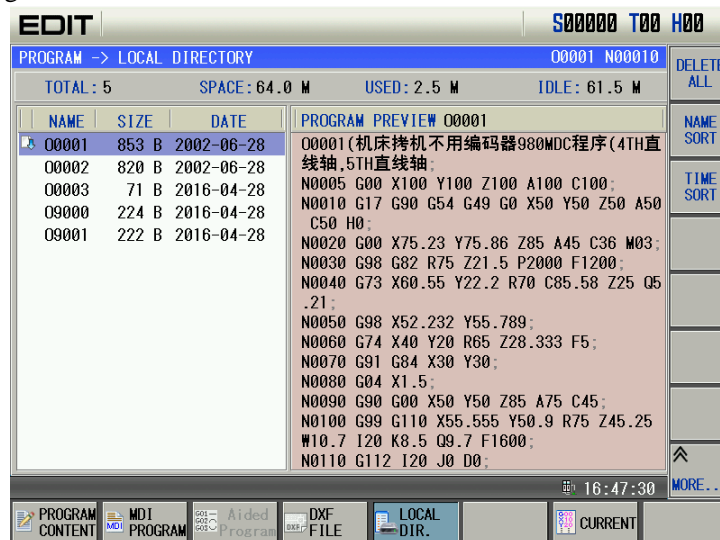 EDIT
S00000 T00 H00
PROGRAM -> LOCAL DIRECTORY O0001 N00010
TOTAL: 5 SPACE: 64.0 M USED: 2.5 M IDLE: 61.5 M
NAME SIZE DATE
O0001 853 B 2002-06-28
O0002 820 B 2002-06-28
O0003 71 B 2016-04-28
O9000 224 B 2016-04-28
O9001 222 B 2016-04-28
PROGRAM PREVIEW O0001
O0001(机床拷机不用编码器980MDC程序(4TH直
线轴,5TH直线轴;
N0005 G00 X100 Y100 Z100 A100 C100;
N0010 G17 G90 G54 G49 G0 X50 Y50 Z50 A50
C50 H0;
N0020 G00 X75.23 Y75.86 Z85 A45 C36 M03;
N0030 G98 G82 R75 Z21.5 P2000 F1200;
N0040 G73 X60.55 Y22.2 R70 C85.58 Z25 Q5
.21;
N0050 G98 X52.232 Y55.789;
N0060 G74 X40 Y20 R65 Z28.333 F5;
N0070 G91 G84 X30 Y30;
N0080 G04 X1.5;
N0090 G90 G00 X50 Y50 Z85 A75 C45;
N0100 G99 G110 X55.555 Y50.9 R75 Z45.25
W10.7 I20 K8.5 Q9.7 F1600;
N0110 G112 I20 J0 D0;
16:47:30
DELETE
ALL
NAME
SORT
TIME
SORT
MORE..
PROGRAM
CONTENT
MDI
MDI
PROGRAM
G01
G02
G03
Aided
Program
DXF
DXF
FILE
LOCAL
DIR.
CURRENT